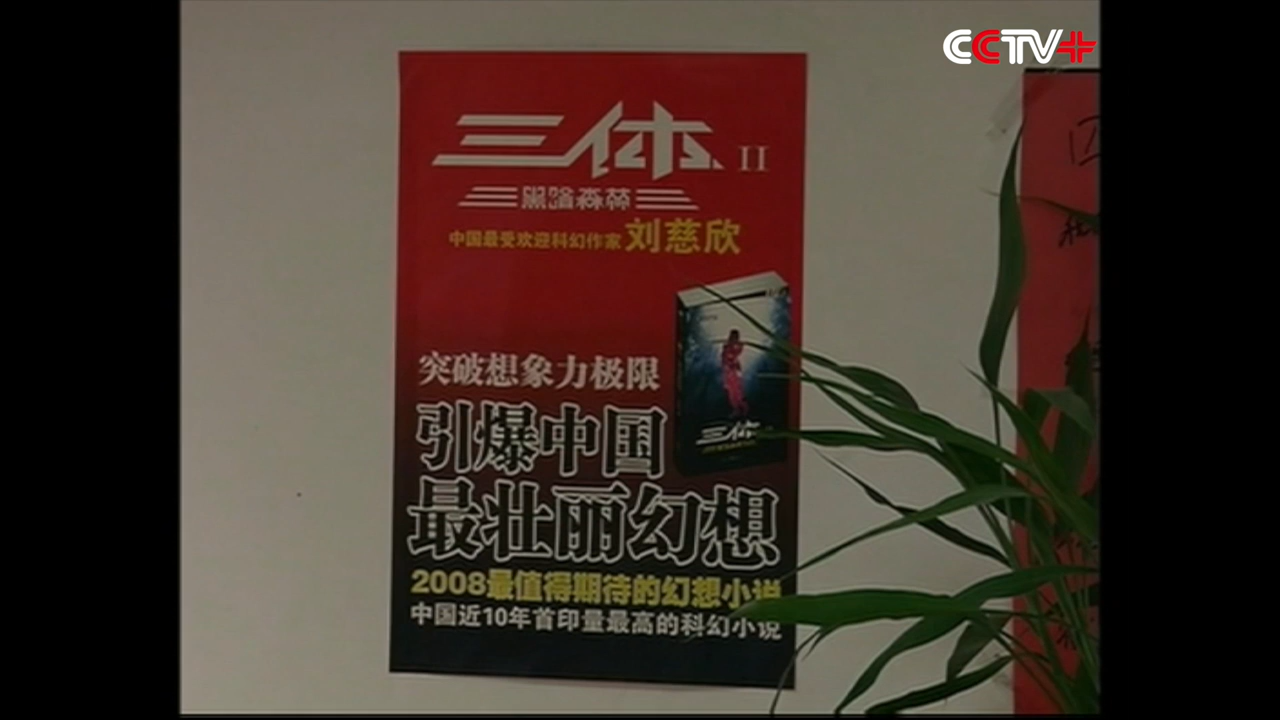 CCTV+
三体 II
黑暗森林
中国最受欢迎科幻作家 刘慈欣
三体
突破想象力极限
引爆中国
最壮丽幻想
2008最值得期待的幻想小说
中国近10年首印量最高的科幻小说